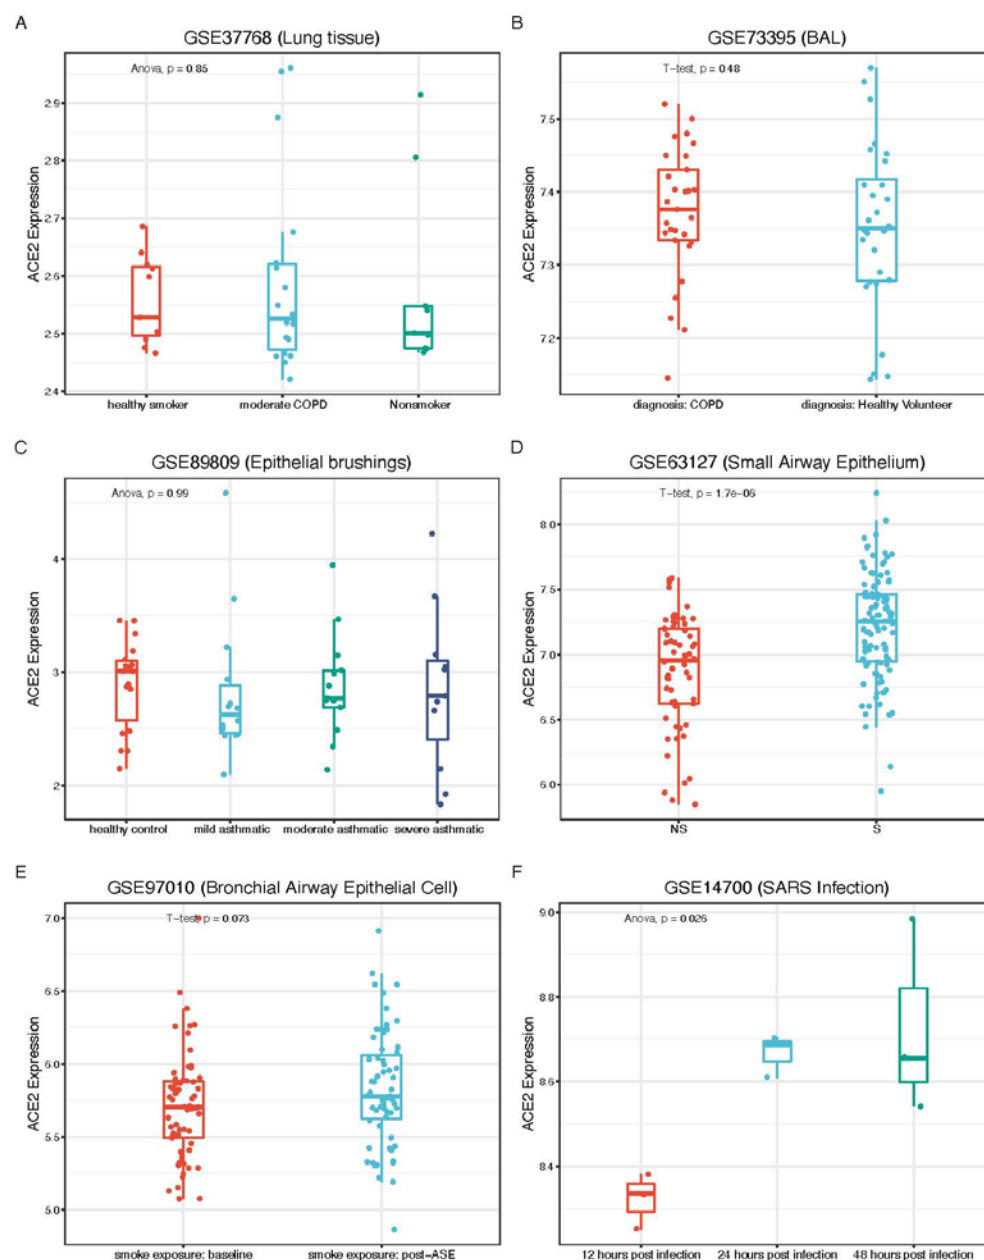 A
GSE37768 (Lung tissue)
Anova, p = 0.85
ACE2 Expression
2.9
2.8
2.7
2.6
2.5
2.4
healthy smoker
moderate COPD
Nonsmoker
B
GSE73395 (BAL)
T-test, p = 0.48
ACE2 Expression
7.5
7.4
7.3
7.2
diagnosis: COPD
diagnosis: Healthy Volunteer
C
GSE89809 (Epithelial brushings)
Anova, p = 0.99
ACE2 Expression
4
3
2
healthy control
mild asthmatic
moderate asthmatic
severe asthmatic
D
GSE63127 (Small Airway Epithelium)
T-test, p = 1.7e-06
ACE2 Expression
8.0
7.5
7.0
6.5
6.0
NS
S
E
GSE97010 (Bronchial Airway Epithelial Cell)
T-test, p = 0.073
ACE2 Expression
7.0
6.5
6.0
5.5
5.0
smoke exposure: baseline
smoke exposure: post-ASE
F
GSE14700 (SARS Infection)
Anova, p = 0.026
ACE2 Expression
9.0
8.8
8.6
8.4
12 hours post infection
24 hours post infection
48 hours post infection